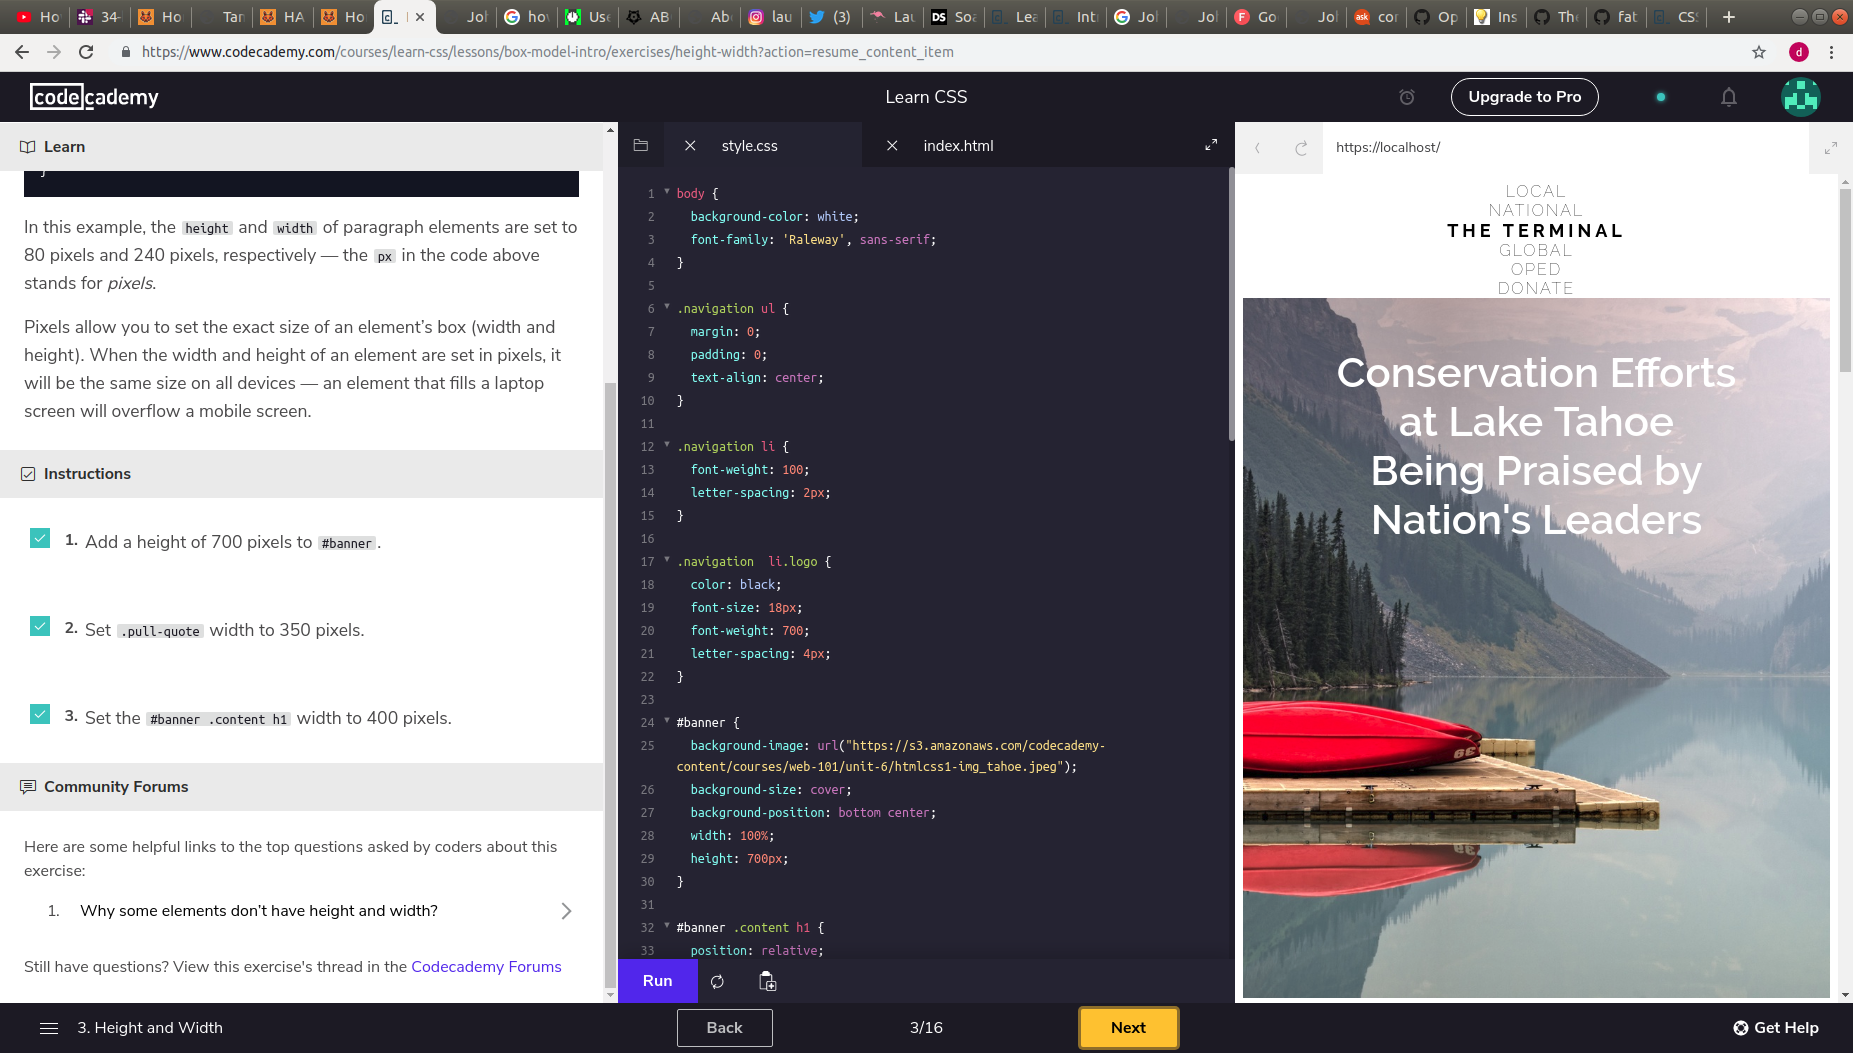 Ho
34-
Ho
Tar
HA
Ho
Jol
hov
Use
AB
Abo
lau
(3)
Lau
Soa
Lea
Int
Jol
Jol
Go
Jol
cor
Op
Ins
The
fat
CSS
https://www.codecademy.com/courses/learn-css/lessons/box-model-intro/exercises/height-width?action=resume_content_item
d
codecademy
Learn CSS
Upgrade to Pro
Learn
}
In this example, the height and width of paragraph elements are set to
80 pixels and 240 pixels, respectively — the px in the code above
stands for pixels.
Pixels allow you to set the exact size of an element's box (width and
height). When the width and height of an element are set in pixels, it
will be the same size on all devices — an element that fills a laptop
screen will overflow a mobile screen.
Instructions
1. Add a height of 700 pixels to #banner.
2. Set .pull-quote width to 350 pixels.
3. Set the #banner .content h1 width to 400 pixels.
Community Forums
Here are some helpful links to the top questions asked by coders about this
exercise:
1. Why some elements don't have height and width?
Still have questions? View this exercise's thread in the Codecademy Forums
style.css
index.html
1 body {
2 background-color: white;
3 font-family: 'Raleway', sans-serif;
4 }
5
6 .navigation ul {
7 margin: 0;
8 padding: 0;
9 text-align: center;
10 }
11
12 .navigation li {
13 font-weight: 100;
14 letter-spacing: 2px;
15 }
16
17 .navigation  li.logo {
18 color: black;
19 font-size: 18px;
20 font-weight: 700;
21 letter-spacing: 4px;
22 }
23
24 #banner {
25 background-image: url("https://s3.amazonaws.com/codecademy-
content/courses/web-101/unit-6/htmlcss1-img_tahoe.jpeg");
26 background-size: cover;
27 background-position: bottom center;
28 width: 100%;
29 height: 700px;
30 }
31
32 #banner .content h1 {
33 position: relative;
Run
https://localhost/
LOCAL
NATIONAL
THE TERMINAL
GLOBAL
OPED
DONATE
Conservation Efforts
at Lake Tahoe
Being Praised by
Nation's Leaders
3. Height and Width
Back
3/16
Next
Get Help